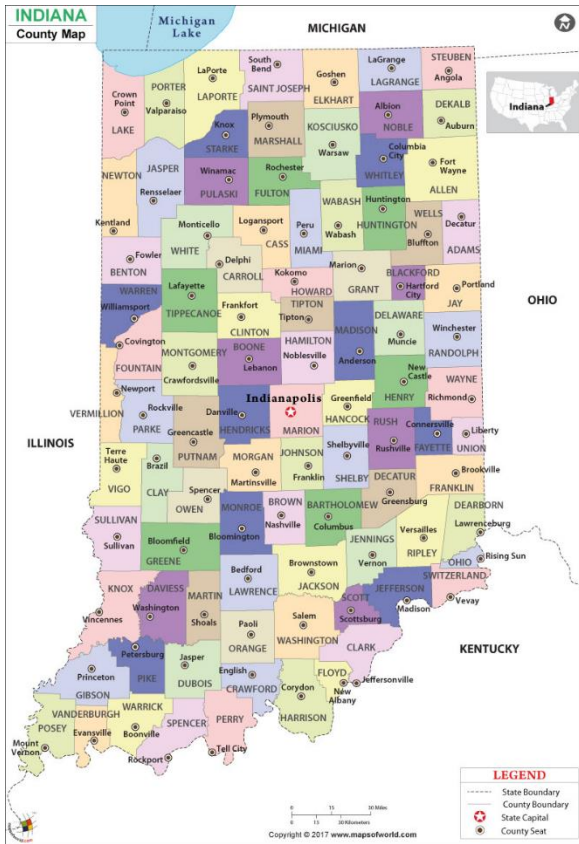 INDIANA
County Map
Michigan
Lake
MICHIGAN
STEUBEN
Angola
LaGrange
LAGRANGE
South
Bend
SAINT JOSEPH
Goshen
ELKHART
LaPorte
LAPORTE
PORTER
Valparaiso
Crown
Point
LAKE
Indiana
DEKALB
Auburn
Albion
NOBLE
KOSCIUSKO
Warsaw
Plymouth
MARSHALL
Knox
STARKE
Columbia
City
WHITLEY
Fort
Wayne
ALLEN
JASPER
Rensselaer
NEWTON
Kentland
Winamac
PULASKI
Rochester
FULTON
WABASH
Wabash
Huntington
HUNTINGTON
WELLS
Bluffton
Decatur
ADAMS
Monticello
WHITE
Logansport
CASS
Peru
MIAMI
Fowler
BENTON
Delphi
CARROLL
Kokomo
HOWARD
Marion
GRANT
BLACKFORD
Hartford
City
Portland
JAY
WARREN
Williamsport
Lafayette
TIPPECANOE
Frankfort
CLINTON
TIPTON
Tipton
MADISON
Anderson
DELAWARE
Muncie
Winchester
RANDOLPH
OHIO
Covington
FOUNTAIN
MONTGOMERY
Crawfordsville
BOONE
Lebanon
HAMILTON
Noblesville
New
Castle
HENRY
WAYNE
Richmond
Newport
VERMILLION
Rockville
PARKE
Danville
HENDRICKS
Indianapolis
MARION
Greenfield
HANCOCK
RUSH
Rushville
Connersville
FAYETTE
Liberty
UNION
ILLINOIS
Greencastle
PUTNAM
Terre
Haute
VIGO
Brazil
CLAY
Spencer
OWEN
MORGAN
Martinsville
JOHNSON
Franklin
Shelbyville
SHELBY
DECATUR
Greensburg
Brookville
FRANKLIN
SULLIVAN
Sullivan
Bloomfield
GREENE
MONROE
Bloomington
BROWN
Nashville
BARTHOLOMEW
Columbus
JENNINGS
Vernon
Versailles
RIPLEY
DEARBORN
Lawrenceburg
OHIO
Rising Sun
SWITZERLAND
Vevay
KNOX
Vincennes
DAVIESS
Washington
MARTIN
Shoals
Bedford
LAWRENCE
Brownstown
JACKSON
SCOTT
Scottsburg
JEFFERSON
Madison
KENTUCKY
Paoli
ORANGE
Salem
WASHINGTON
CLARK
Jeffersonville
Petersburg
PIKE
Princeton
GIBSON
Jasper
DUBOIS
English
CRAWFORD
Corydon
HARRISON
FLOYD
New
Albany
POSEY
Mount
Vernon
VANDERBURGH
Evansville
WARRICK
Boonville
SPENCER
Rockport
PERRY
Tell City
LEGEND
State Boundary
County Boundary
State Capital
County Seat
0 15 30 Miles
0 15 30 Kilometers
Copyright © 2017 www.mapsofworld.com